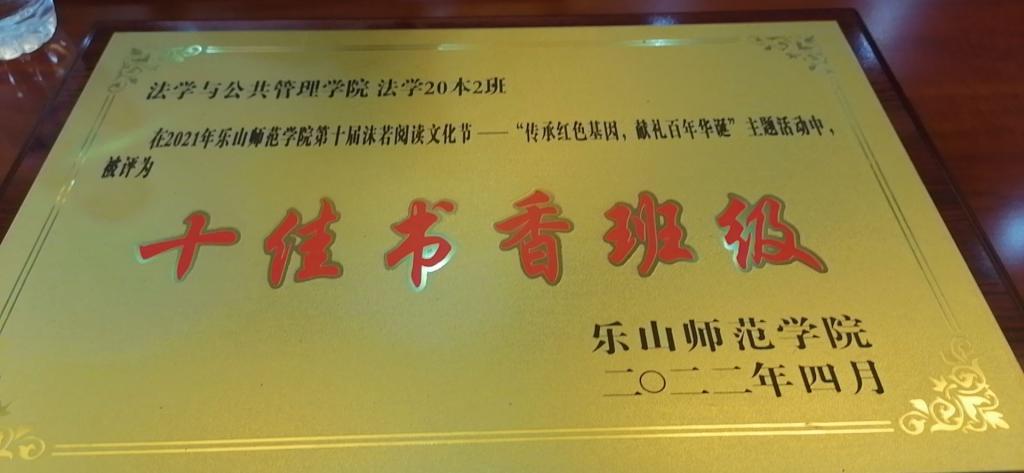 法学与公共管理学院 法学20本2班
在2021年乐山师范学院第十届沫若阅读文化节——“传承红色基因，献礼百年华诞”主题活动中，
被评为
十佳书香班级
乐山师范学院
二〇二二年四月